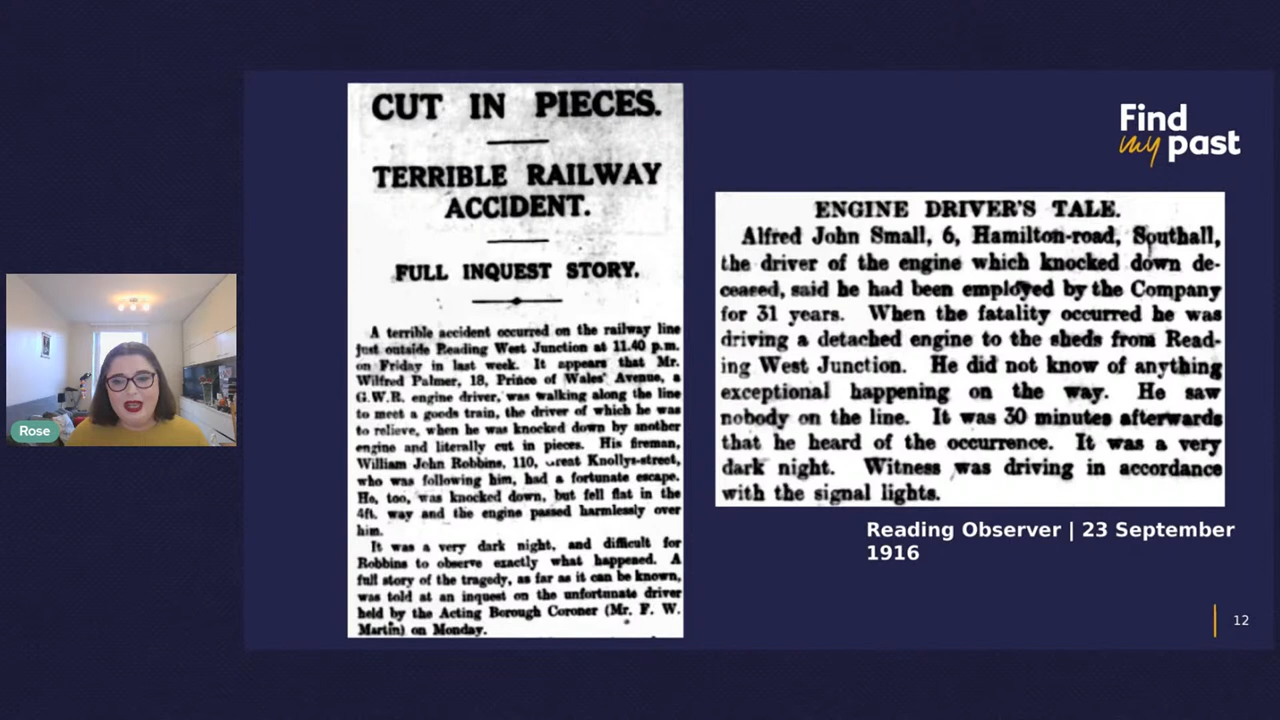 CUT IN PIECES.
TERRIBLE RAILWAY
ACCIDENT.
FULL INQUEST STORY.
A terrible accident occurred on the railway line
just outside Reading West Junction at 11.40 p.m.
on Friday in last week. It appears that Mr.
Wilfred Palmer, 18, Prince of Wales' Avenue, a
G.W.R. engine driver, was walking along the line
to meet a goods train, the driver of which he was
to relieve, when he was knocked down by another
engine and literally cut in pieces. His fireman,
William John Robbins, 110, Great Knollys-street,
who was following him, had a fortunate escape.
He, too, was knocked down, but fell flat in the
4ft. way and the engine passed harmlessly over
him.
It was a very dark night, and difficult for
Robbins to observe exactly what happened. A
full story of the tragedy, as far as it can be known,
was told at an inquest on the unfortunate driver
held by the Acting Borough Coroner (Mr. F. W.
Martin) on Monday.
Find
my past
ENGINE DRIVER'S TALE.
Alfred John Small, 6, Hamilton-road, Southall,
the driver of the engine which knocked down de-
ceased, said he had been employed by the Company
for 31 years. When the fatality occurred he was
driving a detached engine to the sheds from Read-
ing West Junction. He did not know of anything
exceptional happening on the way. He saw
nobody on the line. It was 30 minutes afterwards
that he heard of the occurrence. It was a very
dark night. Witness was driving in accordance
with the signal lights.
Reading Observer | 23 September
1916
12
Rose